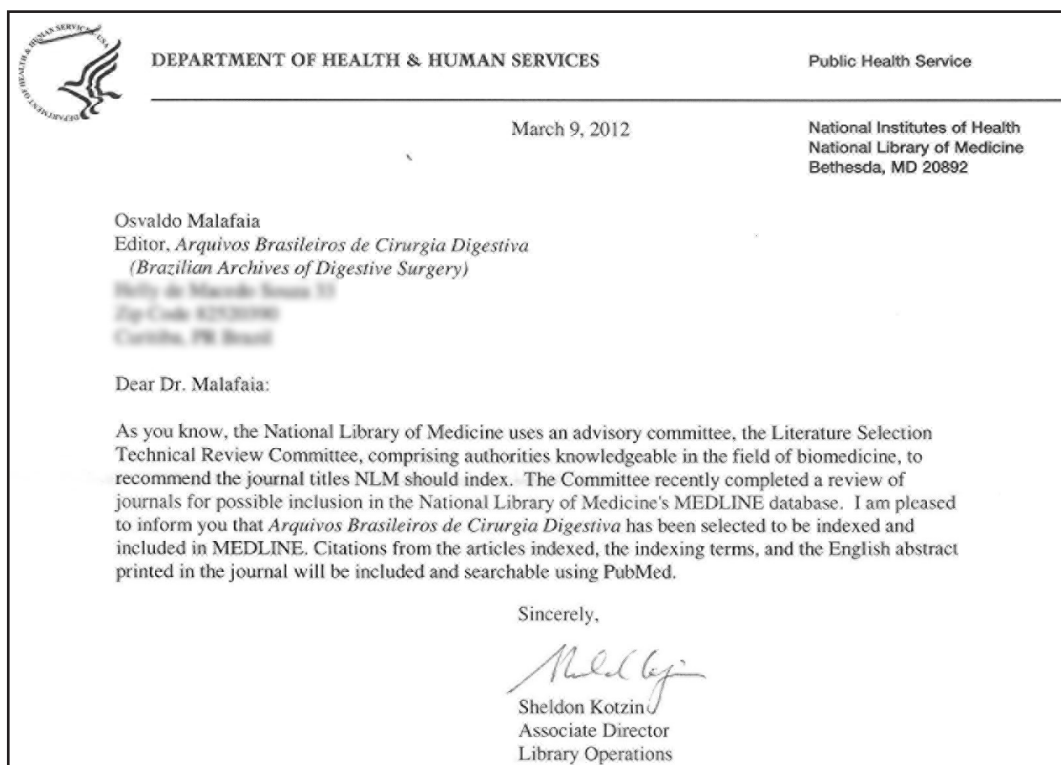 DEPARTMENT OF HEALTH & HUMAN SERVICES
Public Health Service
DEPARTMENT OF HEALTH & HUMAN SERVICES USA
March 9, 2012
National Institutes of Health
National Library of Medicine
Bethesda, MD 20892
Osvaldo Malafaia
Editor, Arquivos Brasileiros de Cirurgia Digestiva
(Brazilian Archives of Digestive Surgery)
Dear Dr. Malafaia:
As you know, the National Library of Medicine uses an advisory committee, the Literature Selection
Technical Review Committee, comprising authorities knowledgeable in the field of biomedicine, to
recommend the journal titles NLM should index. The Committee recently completed a review of
journals for possible inclusion in the National Library of Medicine's MEDLINE database. I am pleased
to inform you that Arquivos Brasileiros de Cirurgia Digestiva has been selected to be indexed and
included in MEDLINE. Citations from the articles indexed, the indexing terms, and the English abstract
printed in the journal will be included and searchable using PubMed.
Sincerely,
Sheldon Kotzin
Associate Director
Library Operations